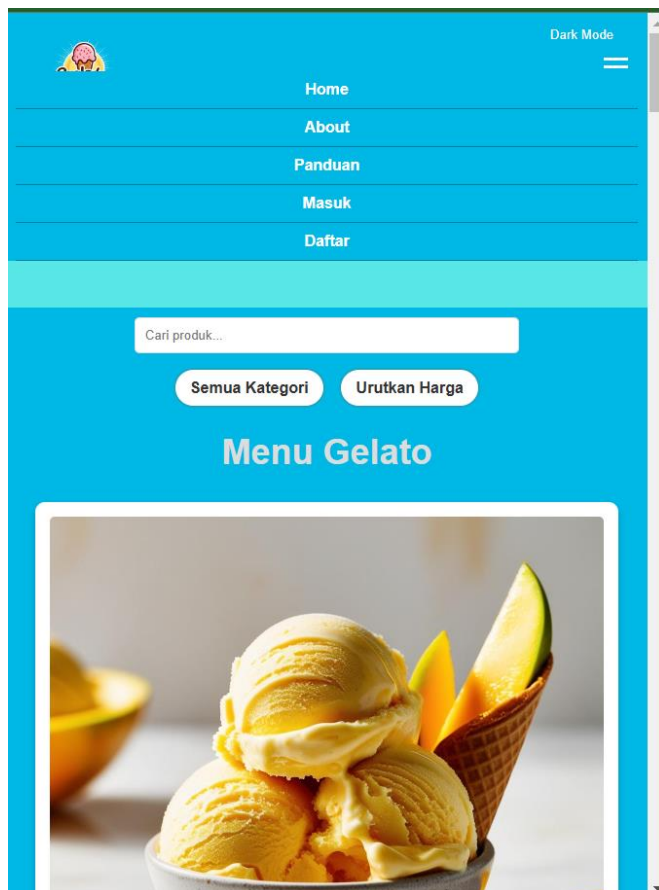 Dark Mode
Home
About
Panduan
Masuk
Daftar
Cari produk...
Semua Kategori
Urutkan Harga
Menu Gelato